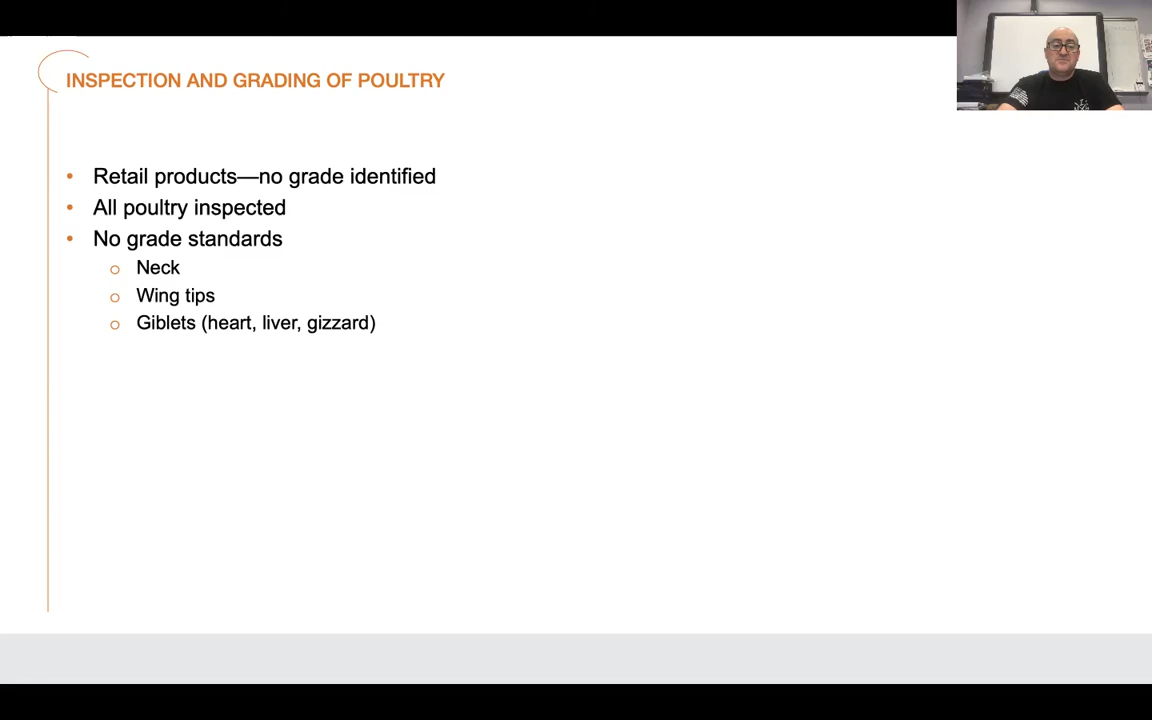 INSPECTION AND GRADING OF POULTRY
• Retail products—no grade identified
• All poultry inspected
• No grade standards
o Neck
o Wing tips
o Giblets (heart, liver, gizzard)